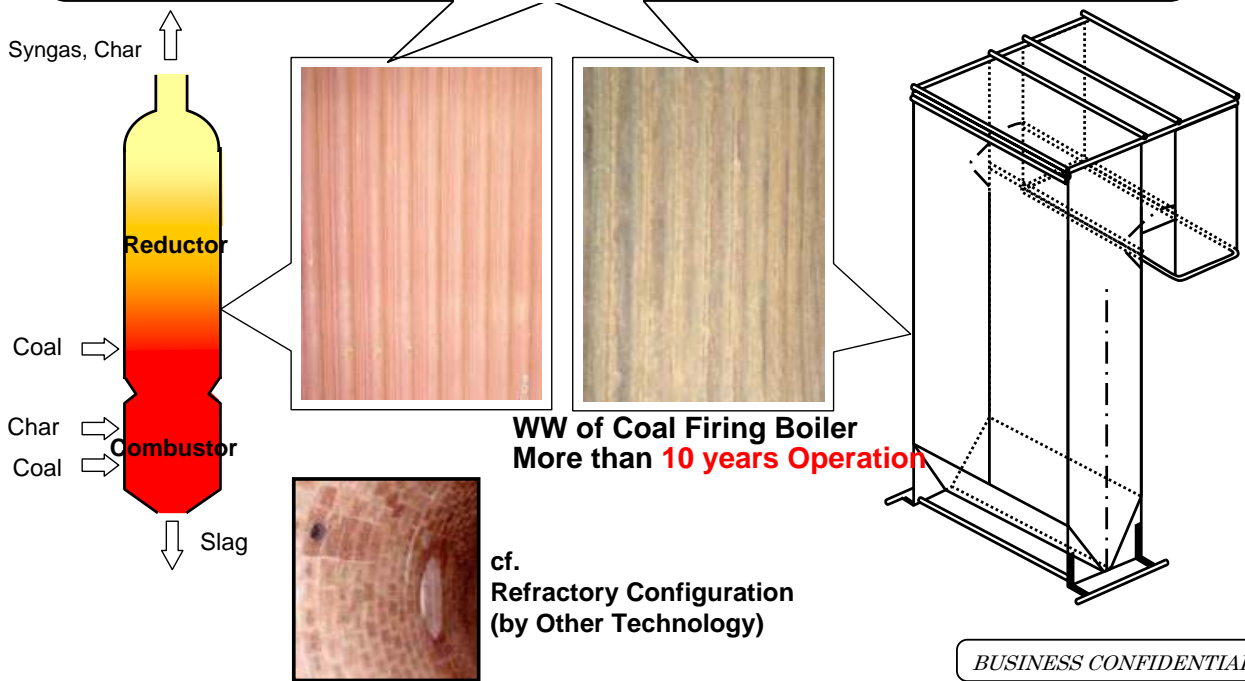 Syngas, Char
Reductor
Coal
Char
Combustor
Coal
Slag
WW of Coal Firing Boiler
More than 10 years Operation
cf.
Refractory Configuration
(by Other Technology)
BUSINESS CONFIDENTIAL